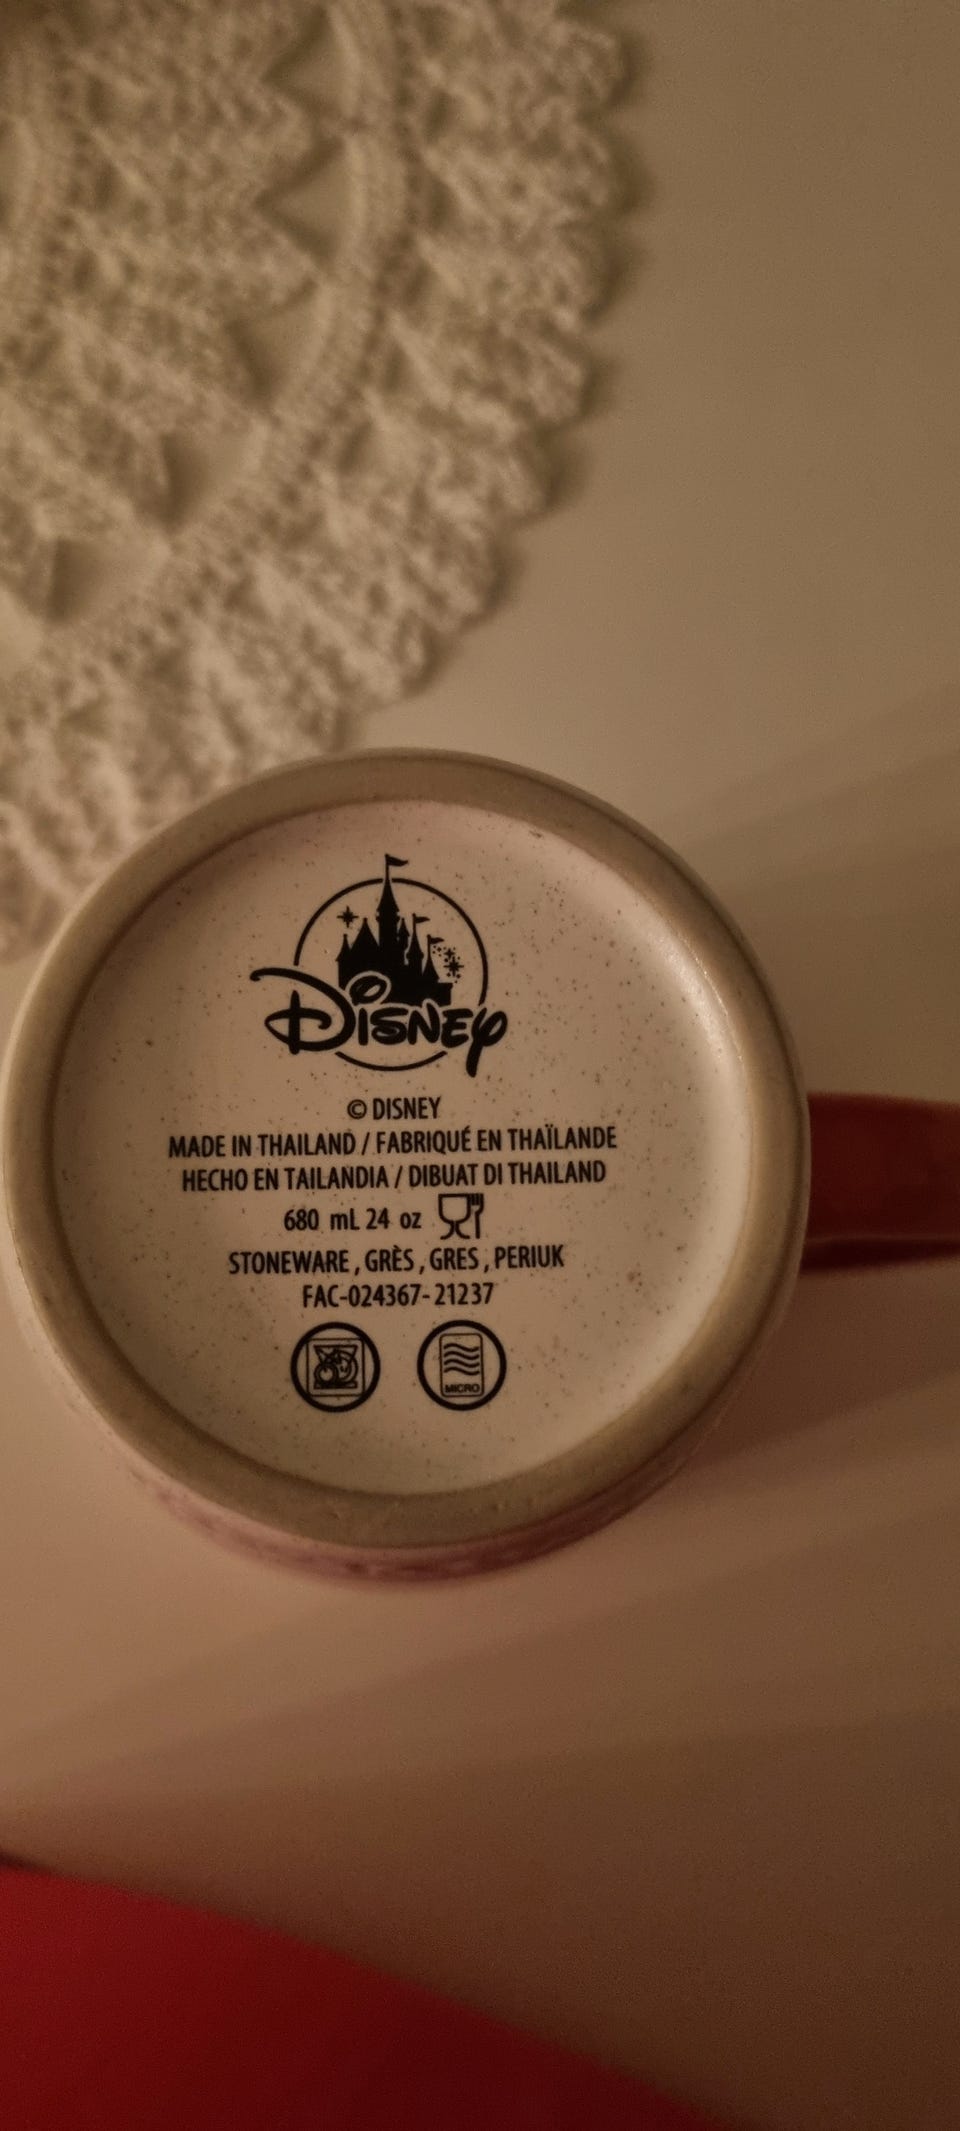 Disney
© DISNEY
MADE IN THAILAND / FABRIQUÉ EN THAÏLANDE
HECHO EN TAILANDIA / DIBUAT DI THAILAND
680 mL 24 oz
STONEWARE , GRÈS , GRES , PERIUK
FAC-024367-21237
MICRO